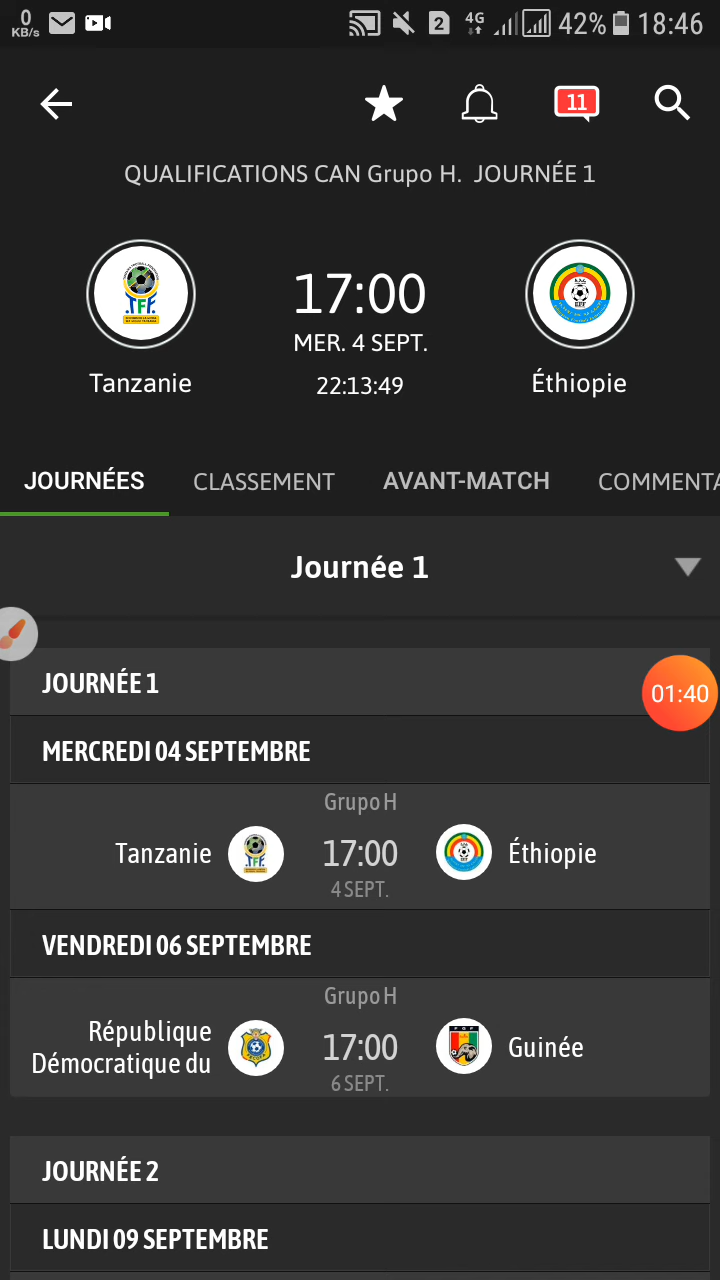 0
KB/s
2
4G
42%
18:46
11
QUALIFICATIONS CAN Grupo H. JOURNÉE 1
17:00
MER. 4 SEPT.
22:13:49
Tanzanie
Éthiopie
JOURNÉES
CLASSEMENT
AVANT-MATCH
COMMENTA
Journée 1
JOURNÉE 1
01:40
MERCREDI 04 SEPTEMBRE
Grupo H
Tanzanie
17:00
Éthiopie
4 SEPT.
VENDREDI 06 SEPTEMBRE
Grupo H
République
Démocratique du
17:00
Guinée
6 SEPT.
JOURNÉE 2
LUNDI 09 SEPTEMBRE